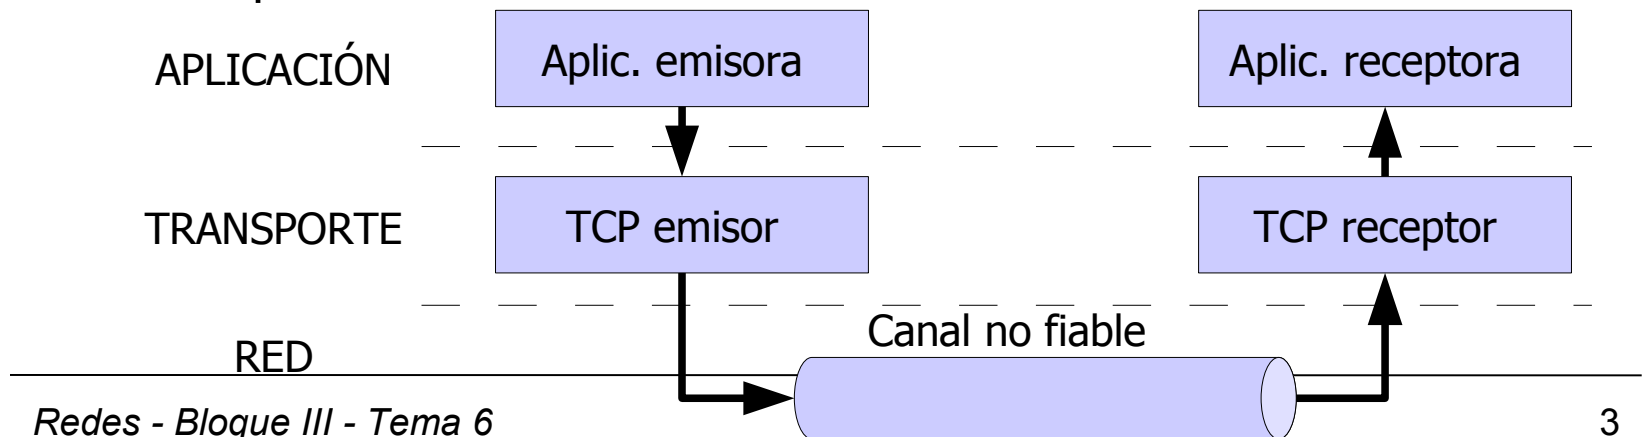 APLICACIÓN
Aplic. emisora
Aplic. receptora
TRANSPORTE
TCP emisor
TCP receptor
RED
Canal no fiable
Redes - Bloque III - Tema 6
3